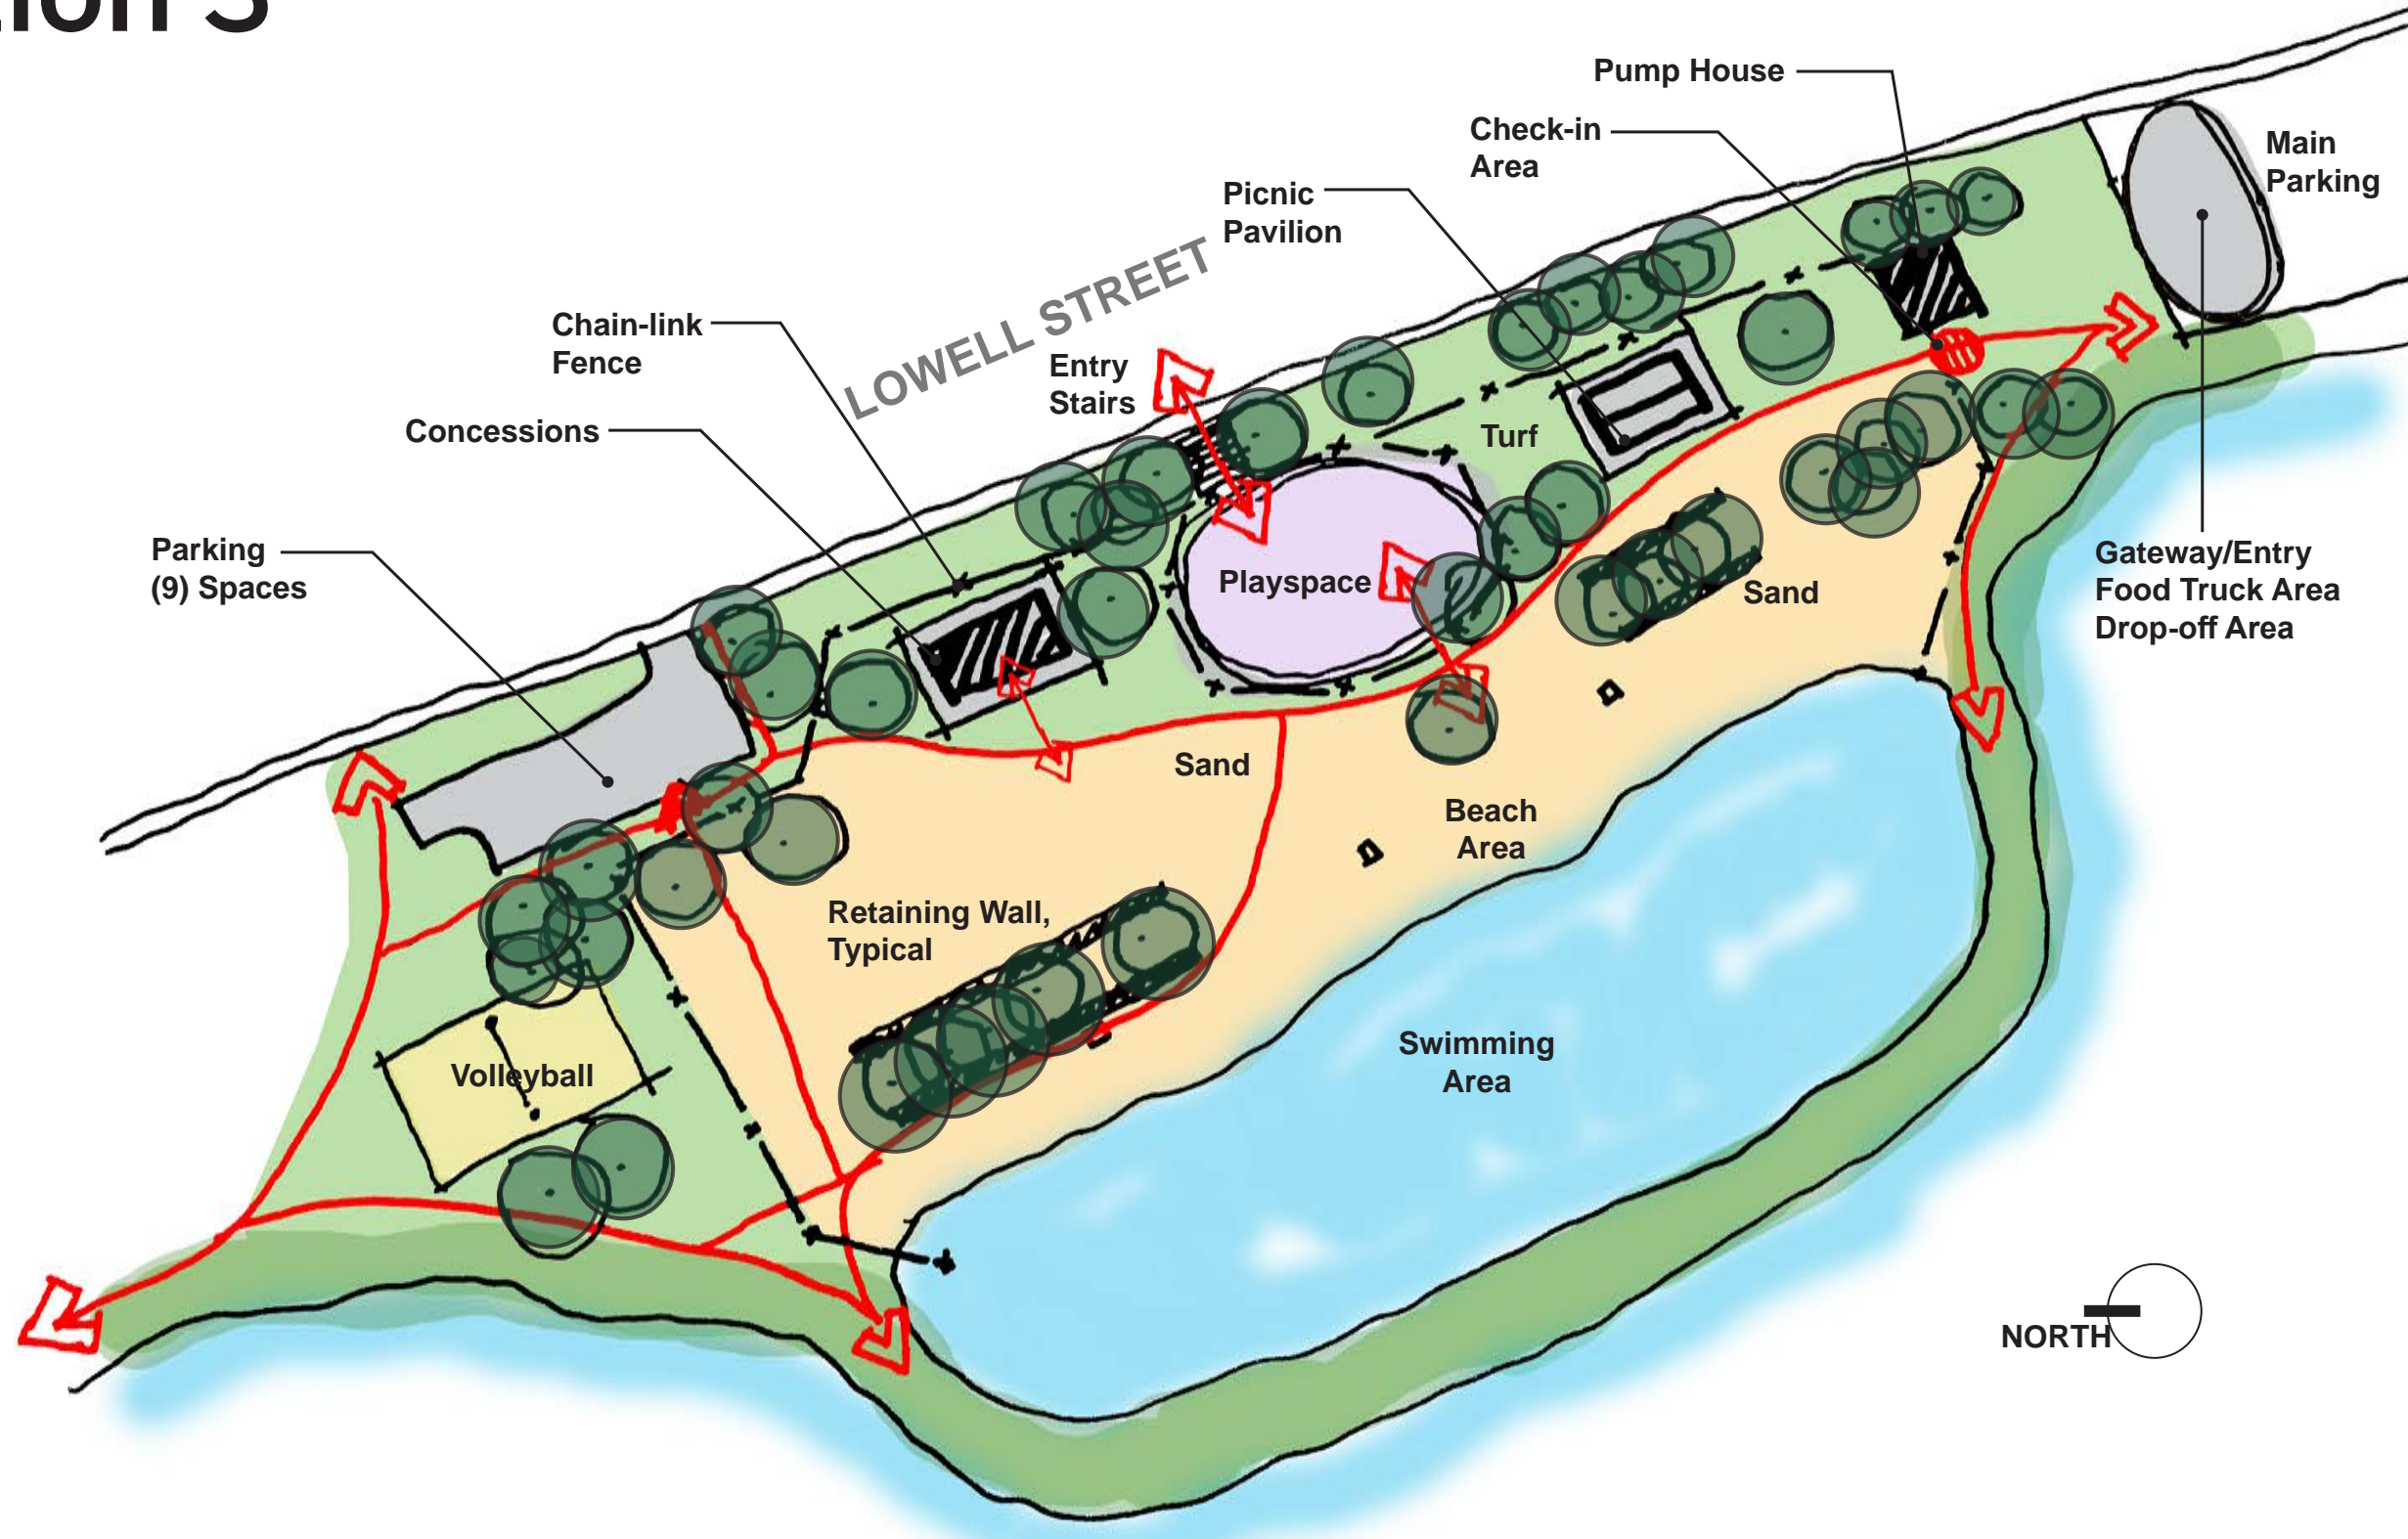 Pump House
Check-in
Area
Main
Parking
Picnic
Pavilion
LOWELL STREET
Chain-link
Fence
Entry
Stairs
Concessions
Turf
Parking
(9) Spaces
Playspace
Sand
Gateway/Entry
Food Truck Area
Drop-off Area
Sand
Beach
Area
Retaining Wall,
Typical
Volleyball
Swimming
Area
NORTH